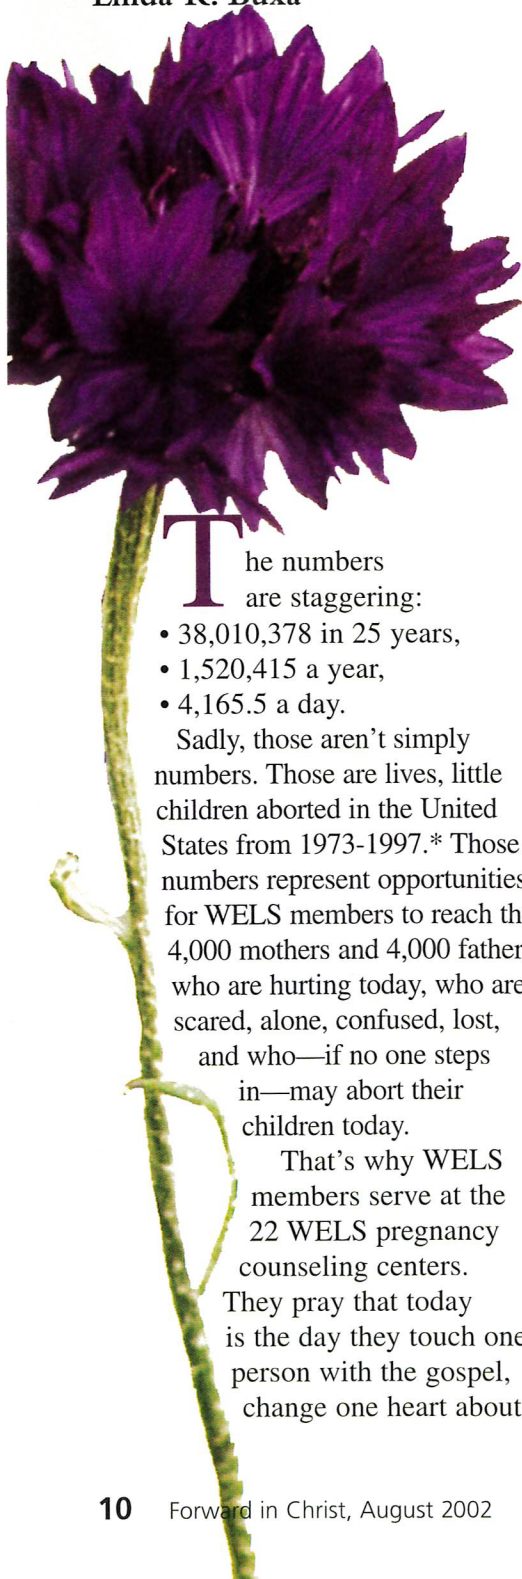 Linda R. Buxa
The numbers
are staggering:
• 38,010,378 in 25 years,
• 1,520,415 a year,
• 4,165.5 a day.
Sadly, those aren't simply
numbers. Those are lives, little
children aborted in the United
States from 1973-1997.* Those
numbers represent opportunities
for WELS members to reach th
4,000 mothers and 4,000 father
who are hurting today, who are
scared, alone, confused, lost,
and who—if no one steps
in—may abort their
children today.
That's why WELS
members serve at the
22 WELS pregnancy
counseling centers.
They pray that today
is the day they touch one
person with the gospel,
change one heart about
10 Forward in Christ, August 2002